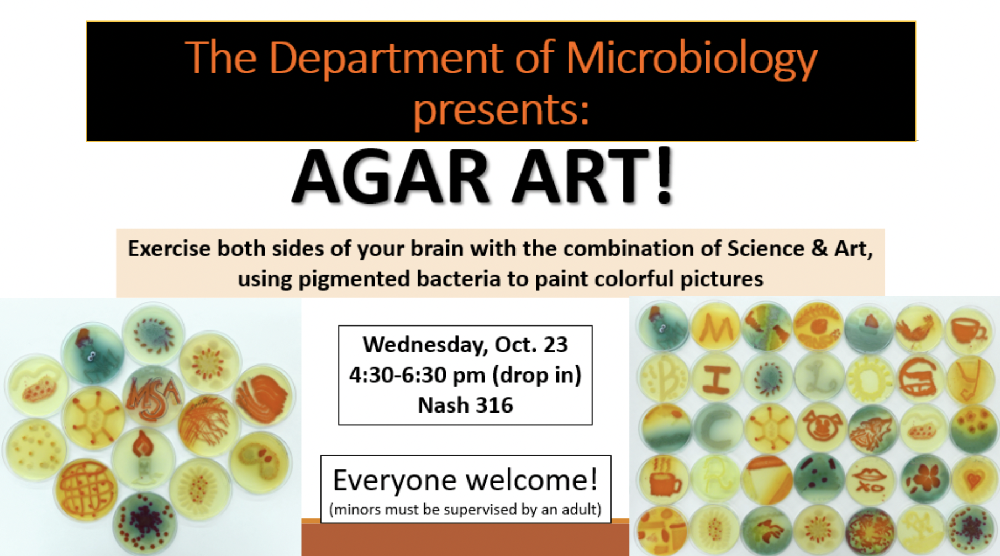 The Department of Microbiology
presents:
AGAR ART!
Exercise both sides of your brain with the combination of Science & Art,
using pigmented bacteria to paint colorful pictures
Wednesday, Oct. 23
4:30-6:30 pm (drop in)
Nash 316
Everyone welcome!
(minors must be supervised by an adult)
MSA
M
B
I
L
C
R
XO